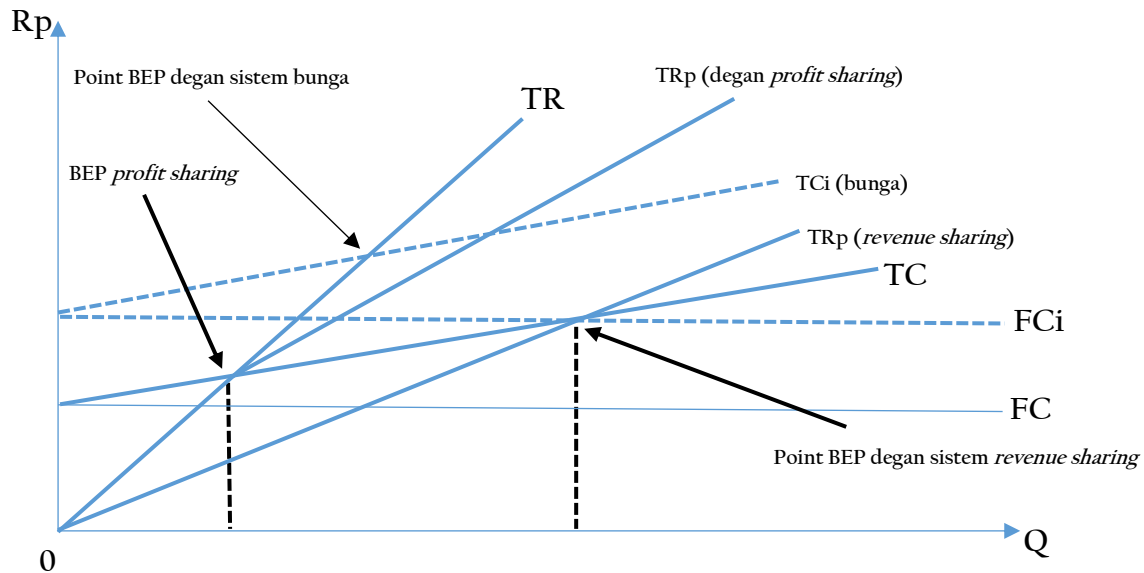 Rp
Point BEP degan sistem bunga
TRp (degan profit sharing)
TR
BEP profit sharing
TCi (bunga)
TRp (revenue sharing)
TC
FCi
FC
Point BEP degan sistem revenue sharing
0
Q